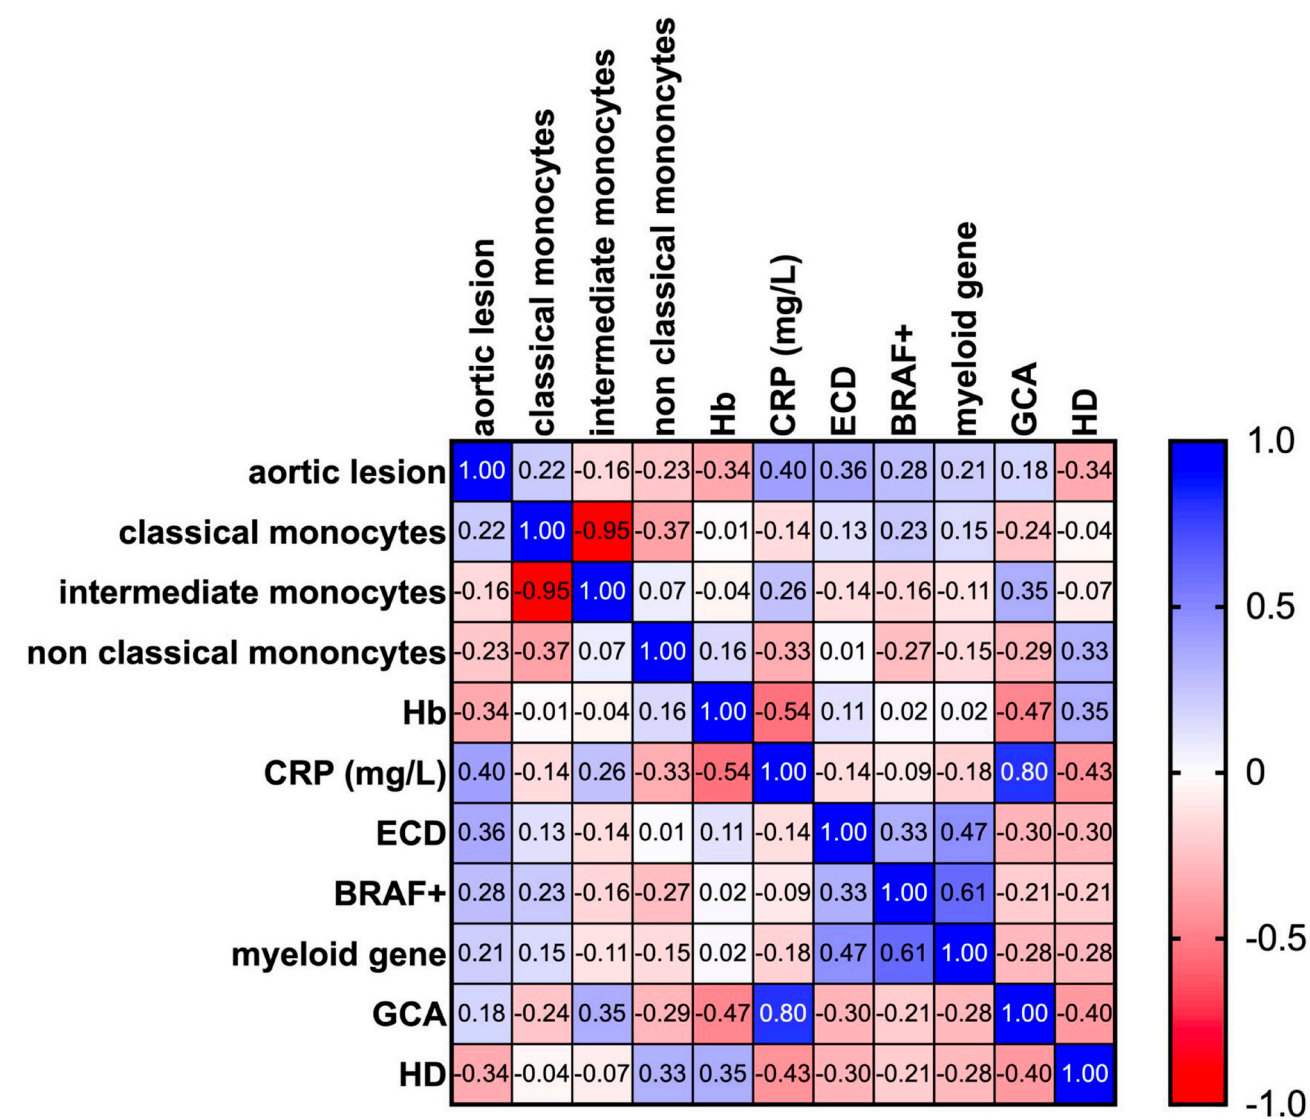 aortic lesion
classical monocytes
intermediate monocytes
non classical mononcytes
Hb
CRP (mg/L)
ECD
BRAF+
myeloid gene
GCA
HD
aortic lesion 1.00 0.22 -0.16 -0.23 -0.34 0.40 0.36 0.28 0.21 0.18 -0.34
classical monocytes 0.22 1.00 -0.95 -0.37 -0.01 -0.14 0.13 0.23 0.15 -0.24 -0.04
intermediate monocytes -0.16 -0.95 1.00 0.07 -0.04 0.26 -0.14 -0.16 -0.11 0.35 -0.07
non classical mononcytes -0.23 -0.37 0.07 1.00 0.16 -0.33 0.01 -0.27 -0.15 -0.29 0.33
Hb -0.34 -0.01 -0.04 0.16 1.00 -0.54 0.11 0.02 0.02 -0.47 0.35
CRP (mg/L) 0.40 -0.14 0.26 -0.33 -0.54 1.00 -0.14 -0.09 -0.18 0.80 -0.43
ECD 0.36 0.13 -0.14 0.01 0.11 -0.14 1.00 0.33 0.47 -0.30 -0.30
BRAF+ 0.28 0.23 -0.16 -0.27 0.02 -0.09 0.33 1.00 0.61 -0.21 -0.21
myeloid gene 0.21 0.15 -0.11 -0.15 0.02 -0.18 0.47 0.61 1.00 -0.28 -0.28
GCA 0.18 -0.24 0.35 -0.29 -0.47 0.80 -0.30 -0.21 -0.28 1.00 -0.40
HD -0.34 -0.04 -0.07 0.33 0.35 -0.43 -0.30 -0.21 -0.28 -0.40 1.00
1.0
0.5
0
-0.5
-1.0